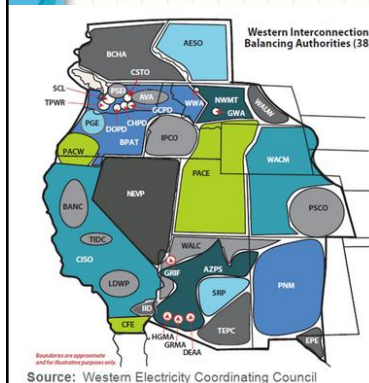 Western Interconnection
Balancing Authorities (38
BCHA
AESO
CSTO
SCL
PSEI
TPWR
AVA
WWA
NWMT
WAUW
GCPD
GWA
PGE
DOPD
CHPD
BPAT
IPCO
PACW
PACE
WACM
BANC
NEVP
PSCO
TIDC
CISO
WALC
LDWP
GRIF
AZPS
SRP
PNM
IID
CFE
TEPC
HGMA
GRMA
DEAA
EPE
Boundaries are approximate
and for illustrative purposes only.
Source: Western Electricity Coordinating Council